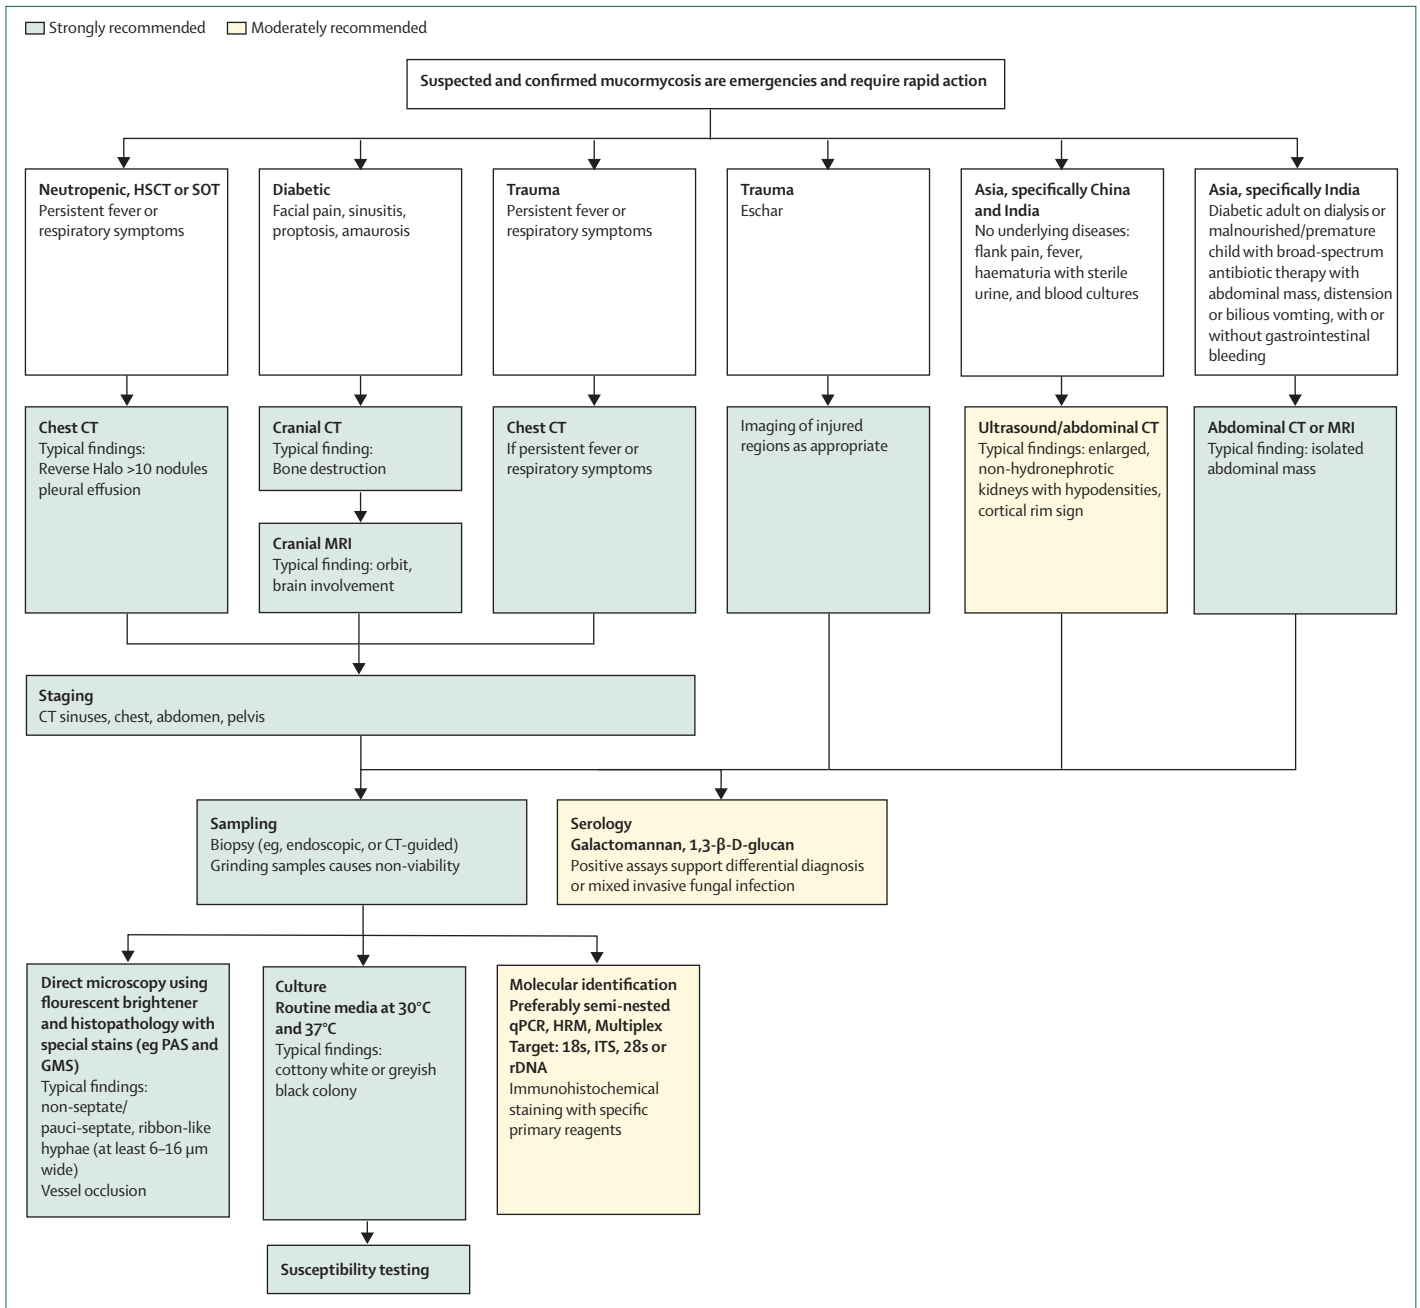 Strongly recommended
Moderately recommended
Suspected and confirmed mucormycosis are emergencies and require rapid action
Neutropenic, HSCT or SOT
Persistent fever or
respiratory symptoms
Diabetic
Facial pain, sinusitis,
proptosis, amaurosis
Trauma
Persistent fever or
respiratory symptoms
Trauma
Eschar
Asia, specifically China
and India
No underlying diseases:
flank pain, fever,
haematuria with sterile
urine, and blood cultures
Asia, specifically India
Diabetic adult on dialysis or
malnourished/premature
child with broad-spectrum
antibiotic therapy with
abdominal mass, distension
or bilious vomting, with or
without gastrointestinal
bleeding
Chest CT
Typical findings:
Reverse Halo >10 nodules
pleural effusion
Cranial CT
Typical finding:
Bone destruction
Cranial MRI
Typical finding: orbit,
brain involvement
Chest CT
If persistent fever or
respiratory symptoms
Imaging of injured
regions as appropriate
Ultrasound/abdominal CT
Typical findings: enlarged,
non-hydronephrotic
kidneys with hypodensities,
cortical rim sign
Abdominal CT or MRI
Typical finding: isolated
abdominal mass
Staging
CT sinuses, chest, abdomen, pelvis
Sampling
Biopsy (eg, endoscopic, or CT-guided)
Grinding samples causes non-viability
Serology
Galactomannan, 1,3-β-D-glucan
Positive assays support differential diagnosis
or mixed invasive fungal infection
Direct microscopy using
flourescent brightener
and histopathology with
special stains (eg PAS and
GMS)
Typical findings:
non-septate/
pauci-septate, ribbon-like
hyphae (at least 6–16 μm
wide)
Vessel occlusion
Culture
Routine media at 30°C
and 37°C
Typical findings:
cottony white or greyish
black colony
Molecular identification
Preferably semi-nested
qPCR, HRM, Multiplex
Target: 18s, ITS, 28s or
rDNA
Immunohistochemical
staining with specific
primary reagents
Susceptibility testing